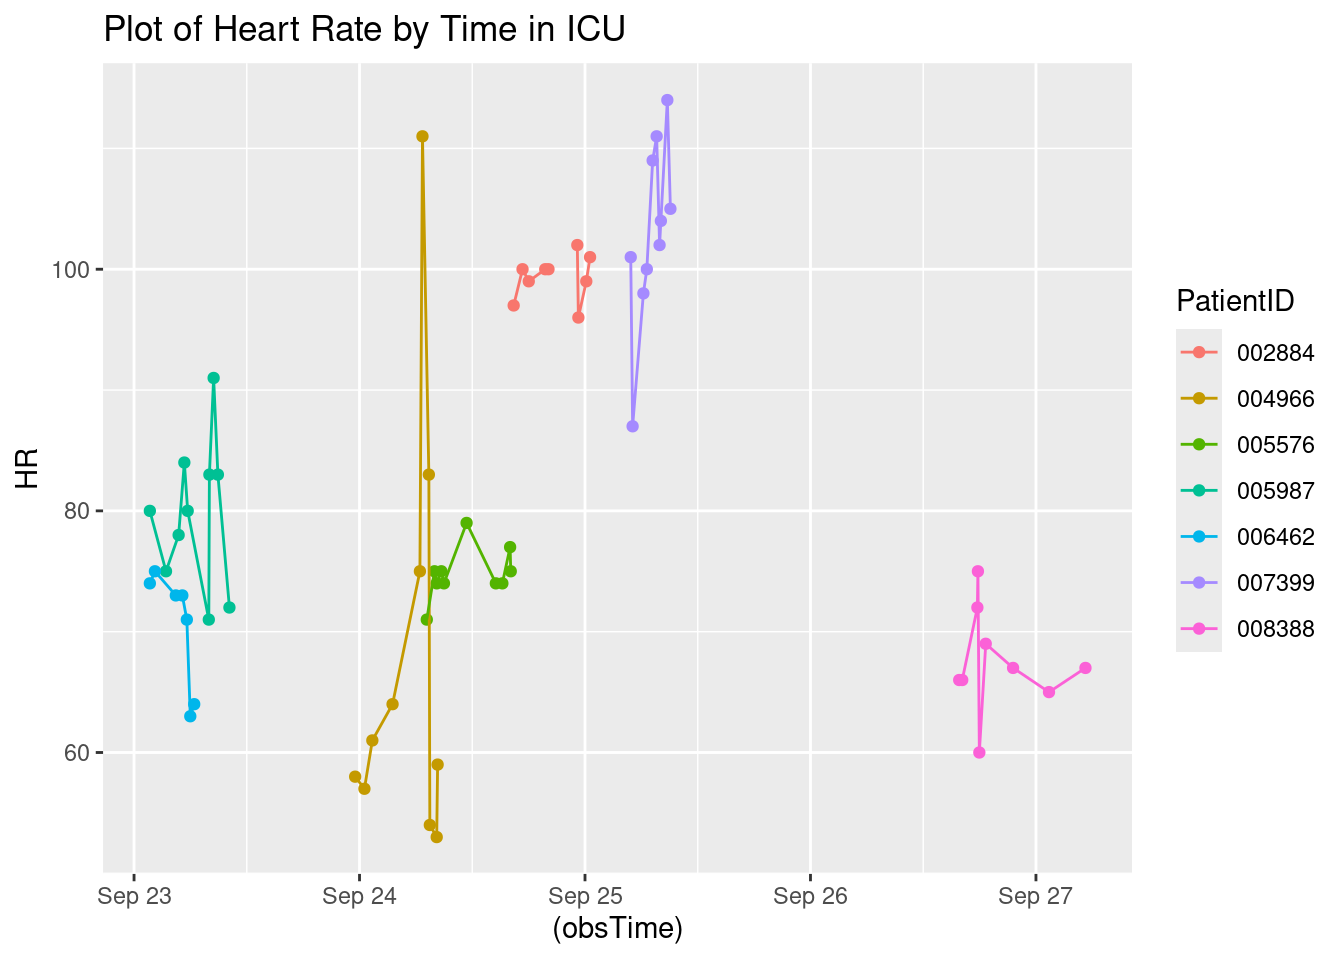 Plot of Heart Rate by Time in ICU
HR
100
80
60
Sep 23
Sep 24
Sep 25
Sep 26
Sep 27
(obsTime)
PatientID
002884
004966
005576
005987
006462
007399
008388